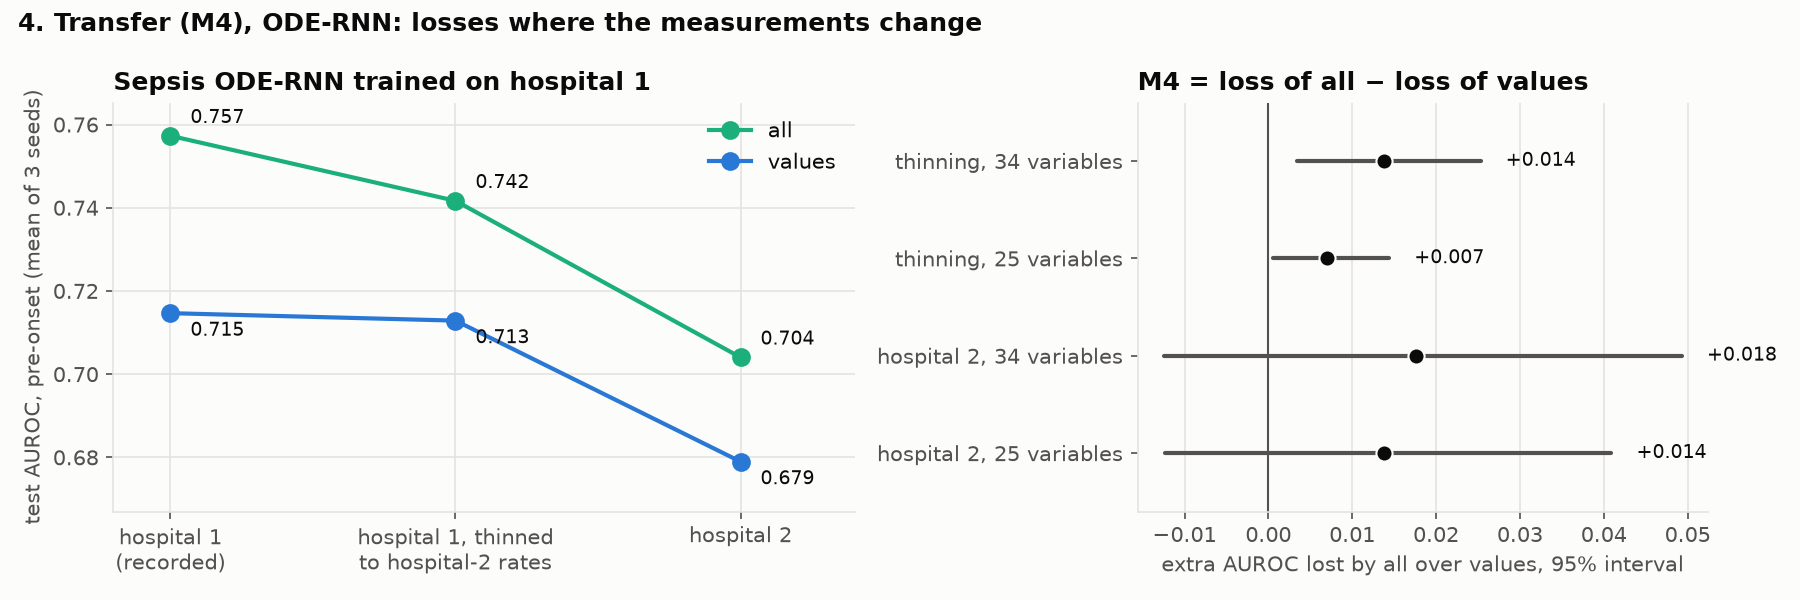 4. Transfer (M4), ODE-RNN: losses where the measurements change
Sepsis ODE-RNN trained on hospital 1
test AUROC, pre-onset (mean of 3 seeds)
0.76
0.74
0.72
0.70
0.68
0.757
0.742
0.704
0.715
0.713
0.679
all
values
hospital 1
(recorded)
hospital 1, thinned
to hospital-2 rates
hospital 2
M4 = loss of all − loss of values
thinning, 34 variables
+0.014
thinning, 25 variables
+0.007
hospital 2, 34 variables
+0.018
hospital 2, 25 variables
+0.014
−0.01 0.00 0.01 0.02 0.03 0.04 0.05
extra AUROC lost by all over values, 95% interval